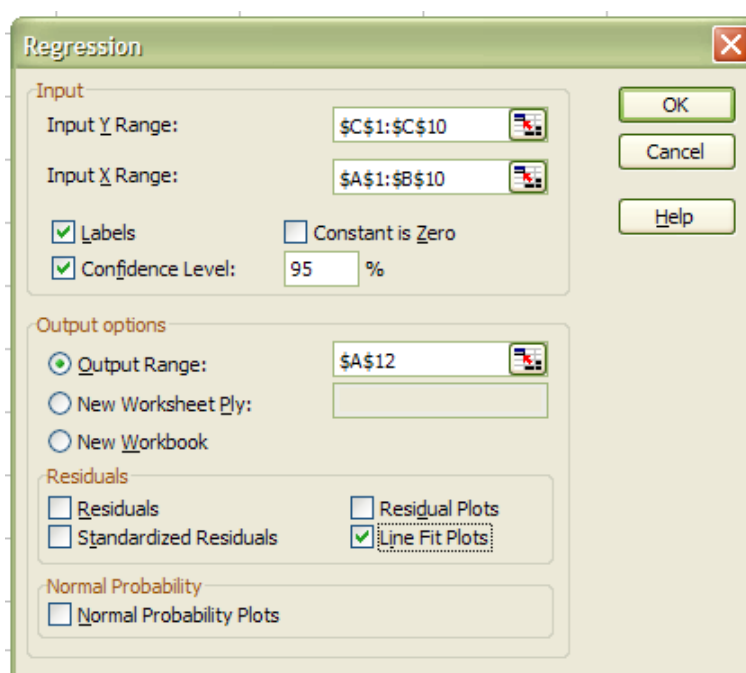 Regression
Input
Input Y Range: $C$1:$C$10
Input X Range: $A$1:$B$10
Labels Constant is Zero
Confidence Level: 95 %
OK
Cancel
Help
Output options
Output Range: $A$12
New Worksheet Ply:
New Workbook
Residuals
Residuals Residual Plots
Standardized Residuals Line Fit Plots
Normal Probability
Normal Probability Plots